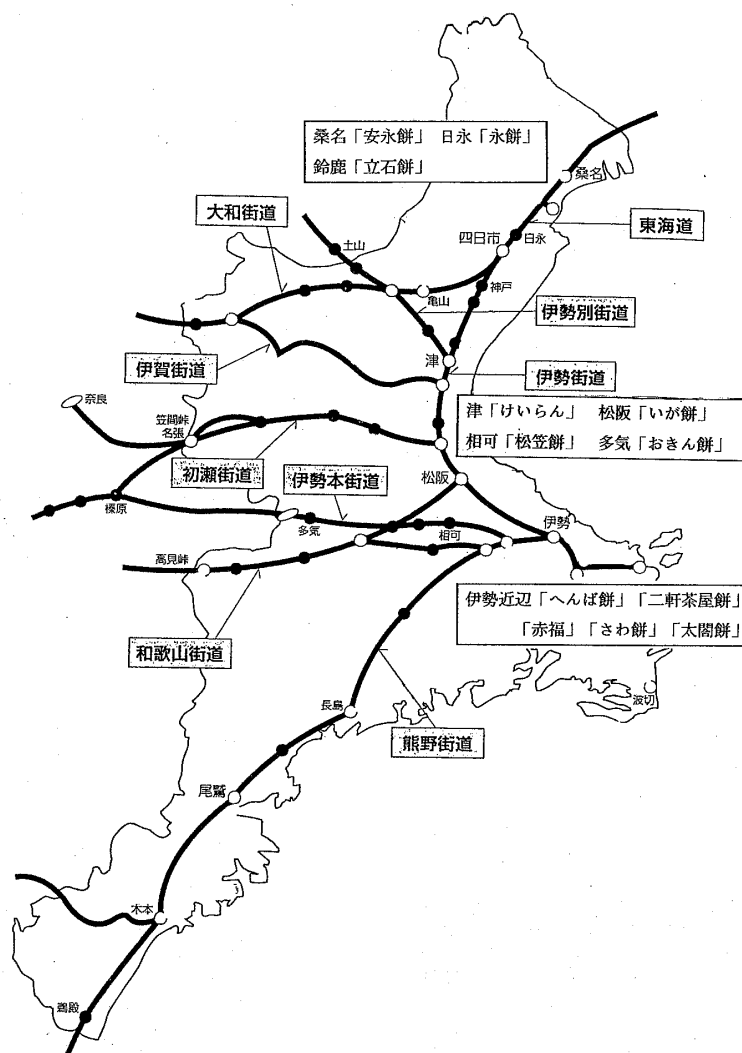 桑名「安永餅」 日永「永餅」
鈴鹿「立石餅」
桑名
大和街道
東海道
土山
四日市
日永
神戸
亀山
伊勢別街道
津
伊賀街道
伊勢街道
奈良
津「けいらん」 松阪「いが餅」
相可「松笠餅」 多気「おきん餅」
笠間峠
名張
初瀬街道
伊勢本街道
松阪
榛原
多気
相可
伊勢
高見峠
伊勢近辺「へんば餅」「二軒茶屋餅」
「赤福」「さわ餅」「太閤餅」
和歌山街道
波切
長島
熊野街道
尾鷲
木本
鵜殿